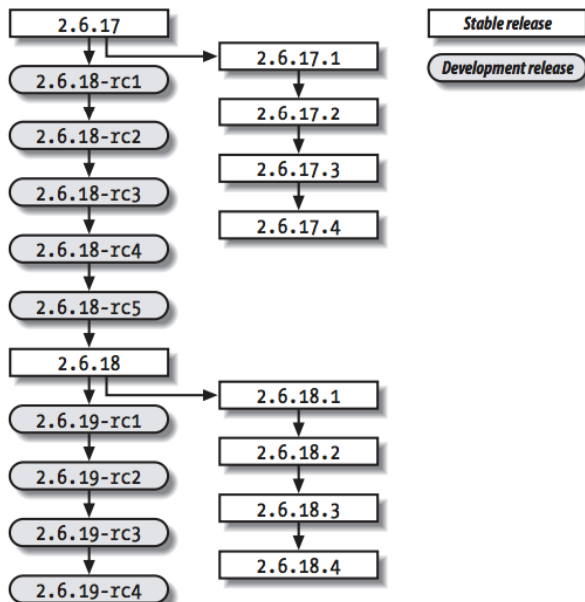 2.6.17
Stable release
2.6.17.1
Development release
2.6.18-rc1
2.6.17.2
2.6.18-rc2
2.6.17.3
2.6.18-rc3
2.6.17.4
2.6.18-rc4
2.6.18-rc5
2.6.18
2.6.18.1
2.6.19-rc1
2.6.18.2
2.6.19-rc2
2.6.18.3
2.6.19-rc3
2.6.18.4
2.6.19-rc4